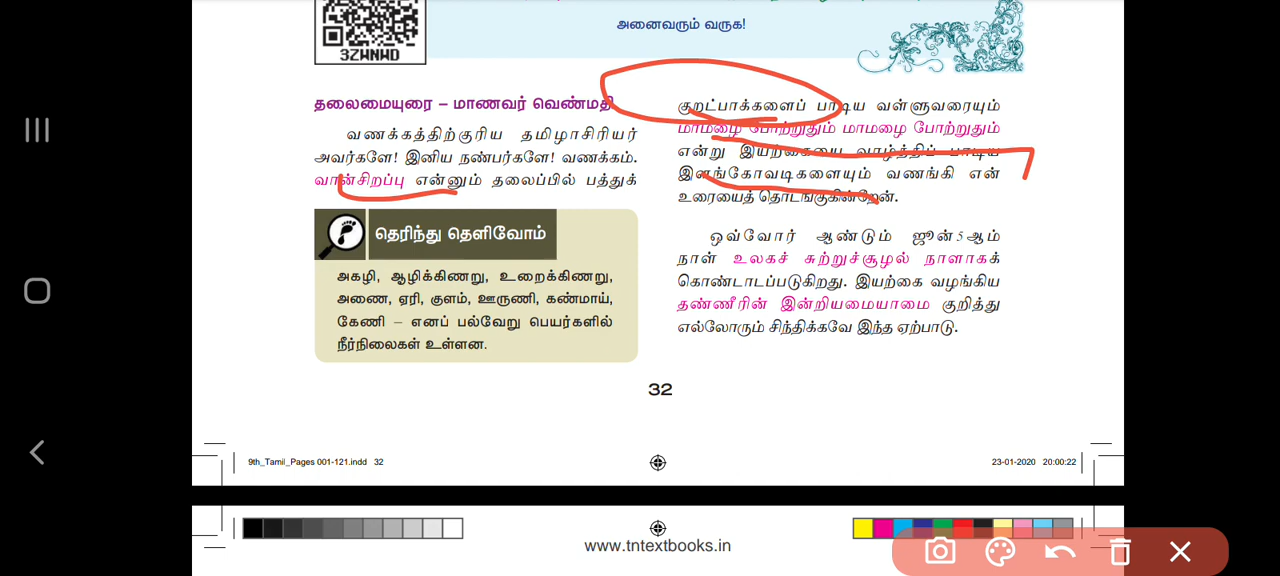 அனைவரும் வருக!
3ZWNWD
தலைமையுரை – மாணவர் வெண்மதி
வணக்கத்திற்குரிய தமிழாசிரியர்
அவர்களே! இனிய நண்பர்களே! வணக்கம்.
வான்சிறப்பு என்னும் தலைப்பில் பத்துக்
தெரிந்து தெளிவோம்
அகழி, ஆழிக்கிணறு, உறைக்கிணறு,
அணை, ஏரி, குளம், ஊருணி, கண்மாய்,
கேணி – எனப் பல்வேறு பெயர்களில்
நீர்நிலைகள் உள்ளன.
குறட்பாக்களைப் பாடிய வள்ளுவரையும்
மாமழை போற்றுதும் மாமழை போற்றுதும்
என்று இயற்கையை வாழ்த்திப் பாடிய
இளங்கோவடிகளையும் வணங்கி என்
உரையைத் தொடங்குகின்றேன்.
ஒவ்வோர் ஆண்டும் ஜூன் 5 ஆம்
நாள் உலகச் சுற்றுச்சூழல் நாளாகக்
கொண்டாடப்படுகிறது. இயற்கை வழங்கிய
தண்ணீரின் இன்றியமையாமை குறித்து
எல்லோரும் சிந்திக்கவே இந்த ஏற்பாடு.
32
9th_Tamil_Pages 001-121.indd 32
23-01-2020 20:00:22
www.tntextbooks.in